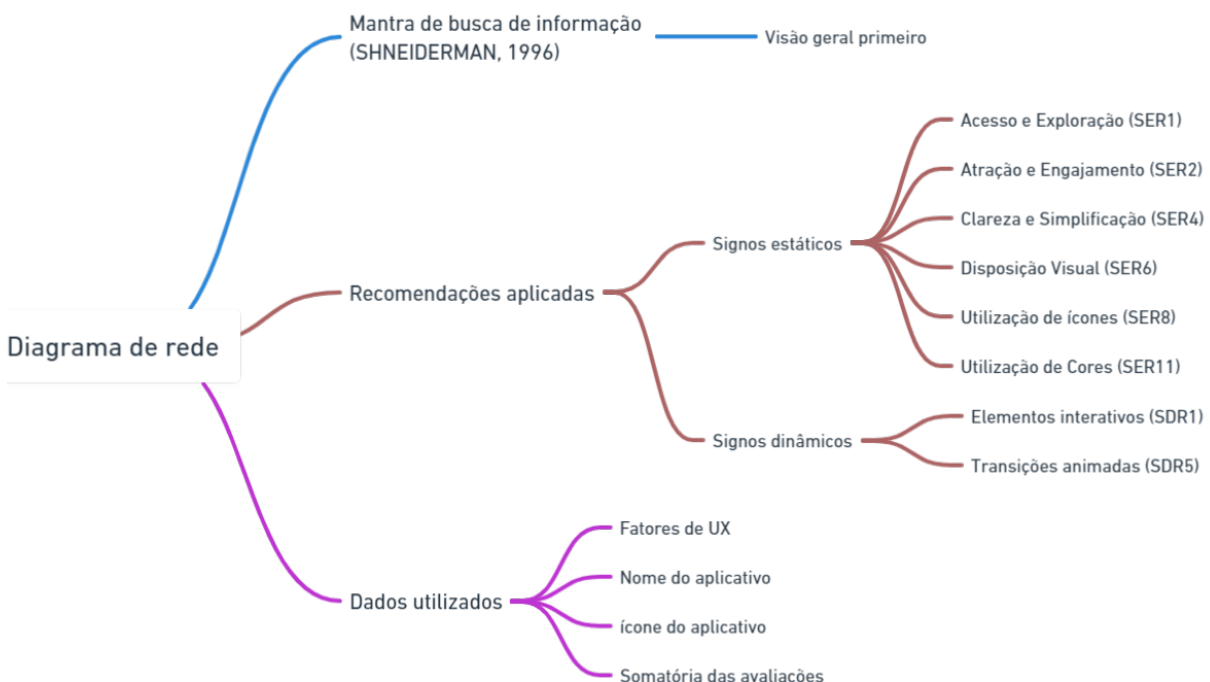 Mantra de busca de informação
(SHNEIDERMAN, 1996)
Visão geral primeiro
Acesso e Exploração (SER1)
Atração e Engajamento (SER2)
Clareza e Simplificação (SER4)
Signos estáticos
Disposição Visual (SER6)
Recomendações aplicadas
Utilização de ícones (SER8)
Diagrama de rede
Utilização de Cores (SER11)
Elementos interativos (SDR1)
Signos dinâmicos
Transições animadas (SDR5)
Fatores de UX
Nome do aplicativo
Dados utilizados
ícone do aplicativo
Somatória das avaliações